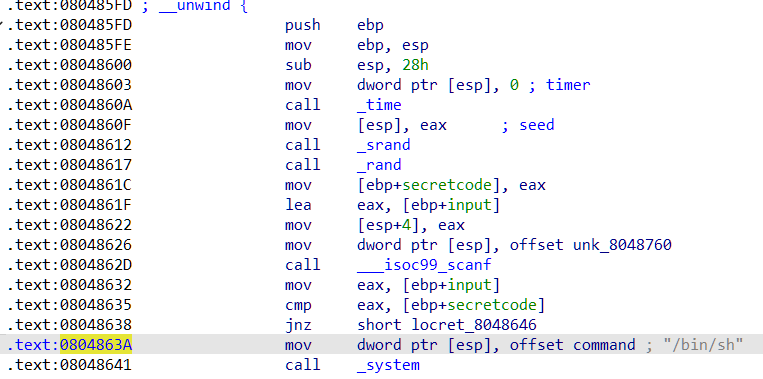 .text:080485FD ; __unwind {
.text:080485FD push ebp
.text:080485FE mov ebp, esp
.text:08048600 sub esp, 28h
.text:08048603 mov dword ptr [esp], 0 ; timer
.text:0804860A call _time
.text:0804860F mov [esp], eax ; seed
.text:08048612 call _srand
.text:08048617 call _rand
.text:0804861C mov [ebp+secretcode], eax
.text:0804861F lea eax, [ebp+input]
.text:08048622 mov [esp+4], eax
.text:08048626 mov dword ptr [esp], offset unk_8048760
.text:0804862D call ___isoc99_scanf
.text:08048632 mov eax, [ebp+input]
.text:08048635 cmp eax, [ebp+secretcode]
.text:08048638 jnz short locret_8048646
.text:0804863A mov dword ptr [esp], offset command ; "/bin/sh"
.text:08048641 call _system